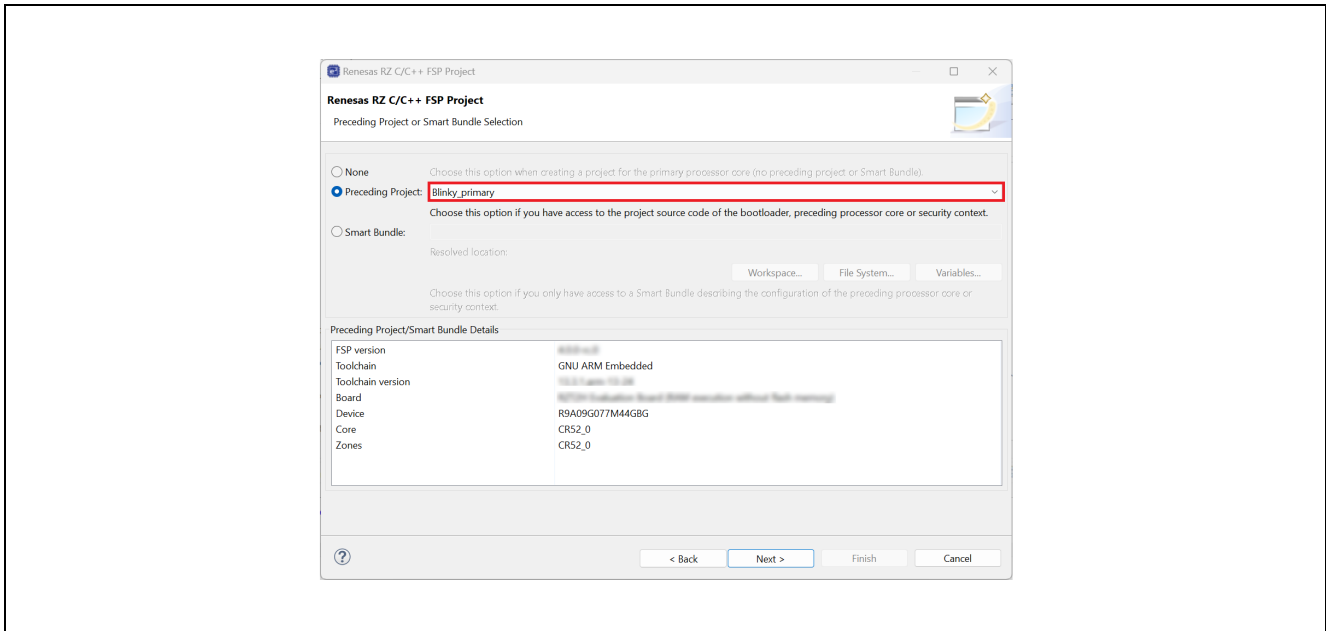 Renesas RZ C/C++ FSP Project
Renesas RZ C/C++ FSP Project
Preceding Project or Smart Bundle Selection
None
Choose this option when creating a project for the primary processor core (no preceding project or Smart Bundle).
Preceding Project: Blinky_primary
Choose this option if you have access to the project source code of the bootloader, preceding processor core or security context.
Smart Bundle:
Resolved location:
Workspace... File System... Variables...
Choose this option if you only have access to a Smart Bundle describing the configuration of the preceding processor core or
security context.
Preceding Project/Smart Bundle Details
FSP version
Toolchain GNU ARM Embedded
Toolchain version
Board
Device R9A09G077M44GBG
Core CR52_0
Zones CR52_0
? < Back Next > Finish Cancel